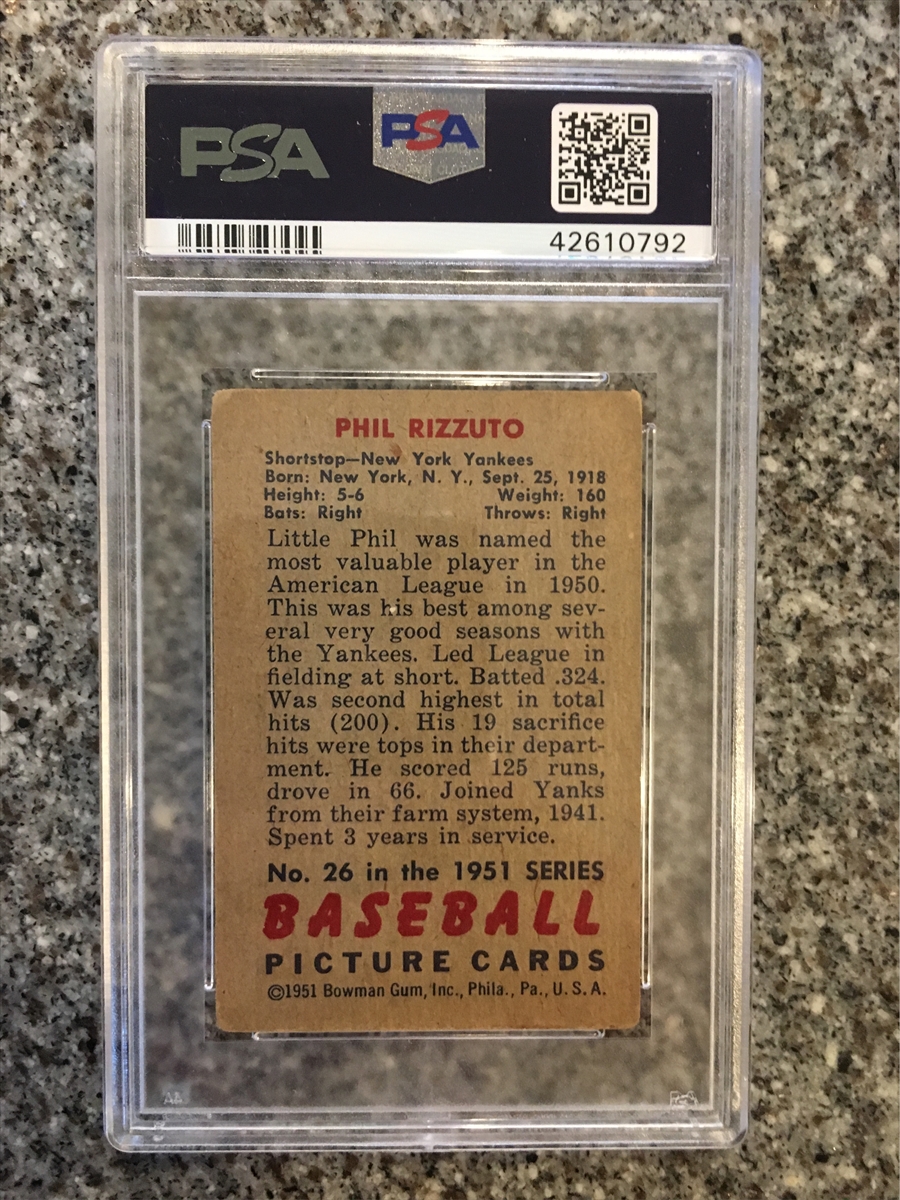 PSA
PSA
42610792
PHIL RIZZUTO
Shortstop—New York Yankees
Born: New York, N. Y., Sept. 25, 1918
Height: 5-6 Weight: 160
Bats: Right Throws: Right
Little Phil was named the
most valuable player in the
American League in 1950.
This was his best among sev-
eral very good seasons with
the Yankees. Led League in
fielding at short. Batted .324.
Was second highest in total
hits (200). His 19 sacrifice
hits were tops in their depart-
ment. He scored 125 runs,
drove in 66. Joined Yanks
from their farm system, 1941.
Spent 3 years in service.
No. 26 in the 1951 SERIES
BASEBALL
PICTURE CARDS
©1951 Bowman Gum, Inc., Phila., Pa., U. S. A.